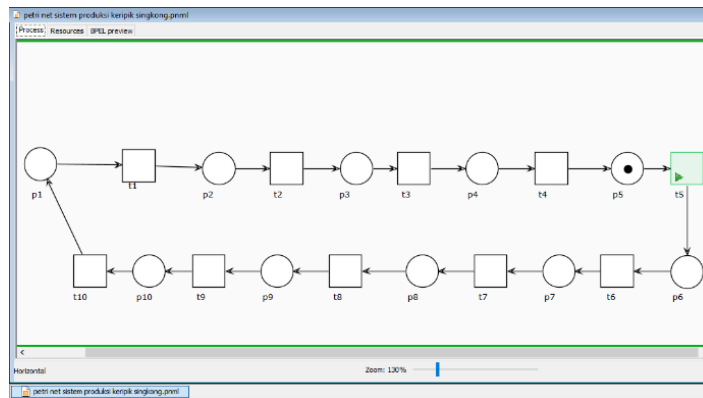 petri net sistem produksi keripik singkong.pnml
Process Resources BPEL preview
p1 t1 p2 t2 p3 t3 p4 t4 p5 t5
t10 p10 t9 p9 t8 p8 t7 p7 t6 p6
<
Horizontal Zoom: 130%
petri net sistem produksi keripik singkong.pnml